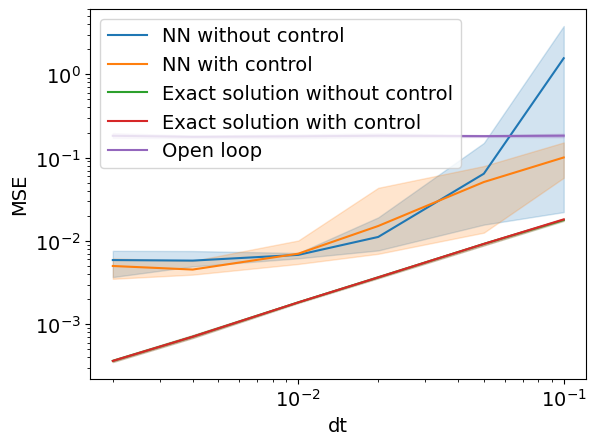 NN without control
NN with control
Exact solution without control
Exact solution with control
Open loop
MSE
10⁰
10⁻¹
10⁻²
10⁻³
10⁻²
10⁻¹
dt